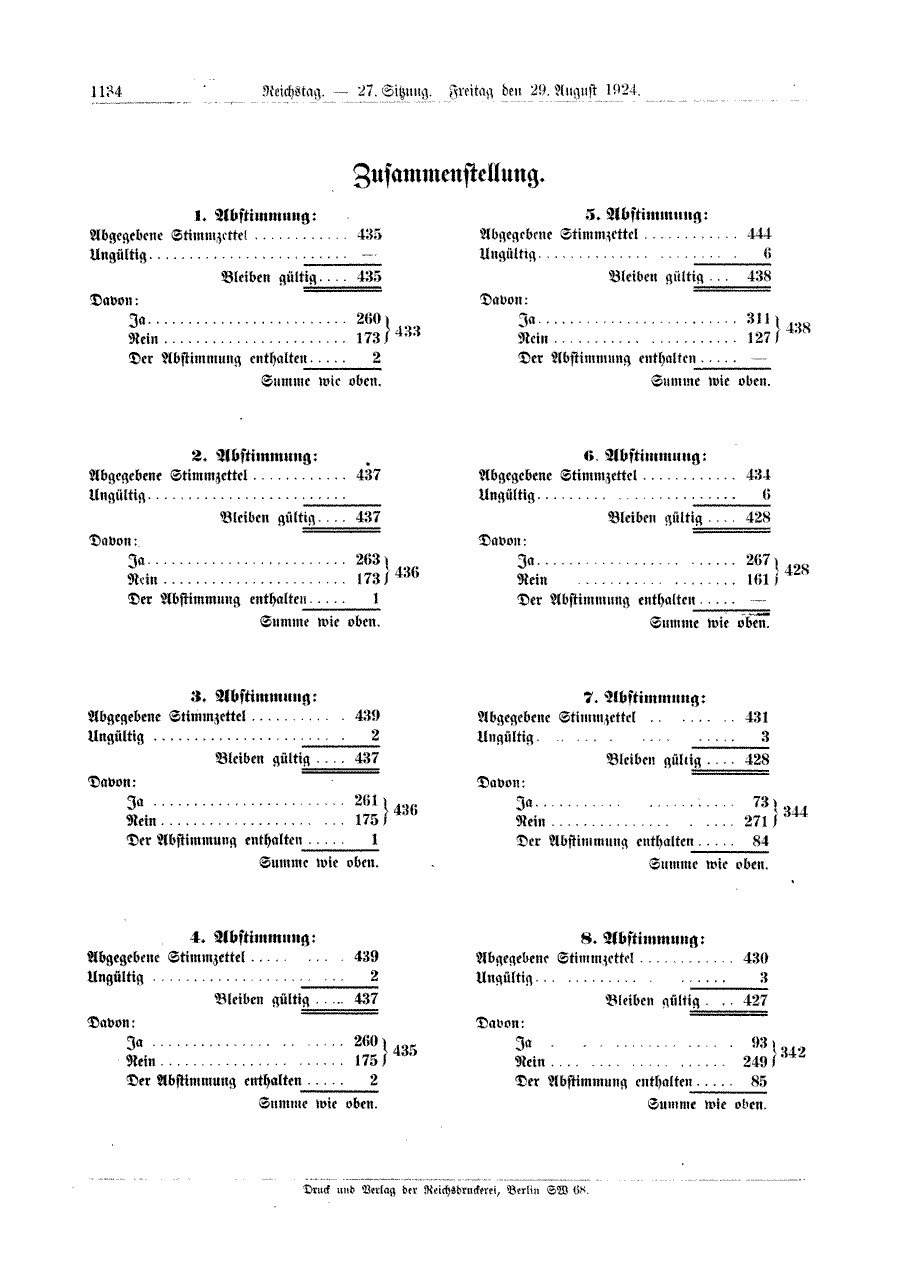 1134 Reichstag. — 27. Sitzung. Freitag den 29. August 1924.
Zusammenstellung.
1. Abstimmung:
Abgegebene Stimmzettel ............ 435
Ungültig......................... —
Bleiben gültig.... 435
Davon:
Ja......................... 260
Nein ....................... 173 } 433
Der Abstimmung enthalten..... 2
Summe wie oben.
2. Abstimmung:
Abgegebene Stimmzettel ............ 437
Ungültig.........................
Bleiben gültig.... 437
Davon:
Ja......................... 263
Nein ....................... 173 } 436
Der Abstimmung enthalten..... 1
Summe wie oben.
3. Abstimmung:
Abgegebene Stimmzettel ............ 439
Ungültig ........................ 2
Bleiben gültig .... 437
Davon:
Ja ........................ 261
Nein ....................... 175 } 436
Der Abstimmung enthalten ..... 1
Summe wie oben.
4. Abstimmung:
Abgegebene Stimmzettel ..... .... . 439
Ungültig ........................ 2
Bleiben gültig ..... 437
Davon:
Ja ........................ 260
Nein ....................... 175 } 435
Der Abstimmung enthalten ..... 2
Summe wie oben.
5. Abstimmung:
Abgegebene Stimmzettel ............ 444
Ungültig......................... 6
Bleiben gültig ... 438
Davon:
Ja......................... 311
Nein ....................... 127 } 438
Der Abstimmung enthalten ..... —
Summe wie oben.
6. Abstimmung:
Abgegebene Stimmzettel ............ 434
Ungültig......................... 6
Bleiben gültig .... 428
Davon:
Ja......................... 267
Nein ....................... 161 } 428
Der Abstimmung enthalten ..... —
Summe wie oben.
7. Abstimmung:
Abgegebene Stimmzettel .. .... .. 431
Ungültig. .. ... . .... ..... 3
Bleiben gültig .... 428
Davon:
Ja........... ........... 73
Nein ............... . .... 271 } 344
Der Abstimmung enthalten ..... 84
Summe wie oben.
8. Abstimmung:
Abgegebene Stimmzettel ............ 430
Ungültig... .......... . ...... 3
Bleiben gültig . .. 427
Davon:
Ja . . ............... . 93
Nein .... .... ..... ...... 249 } 342
Der Abstimmung enthalten ..... 85
Summe wie oben.
Druck und Verlag der Reichsdruckerei, Berlin SW 68.